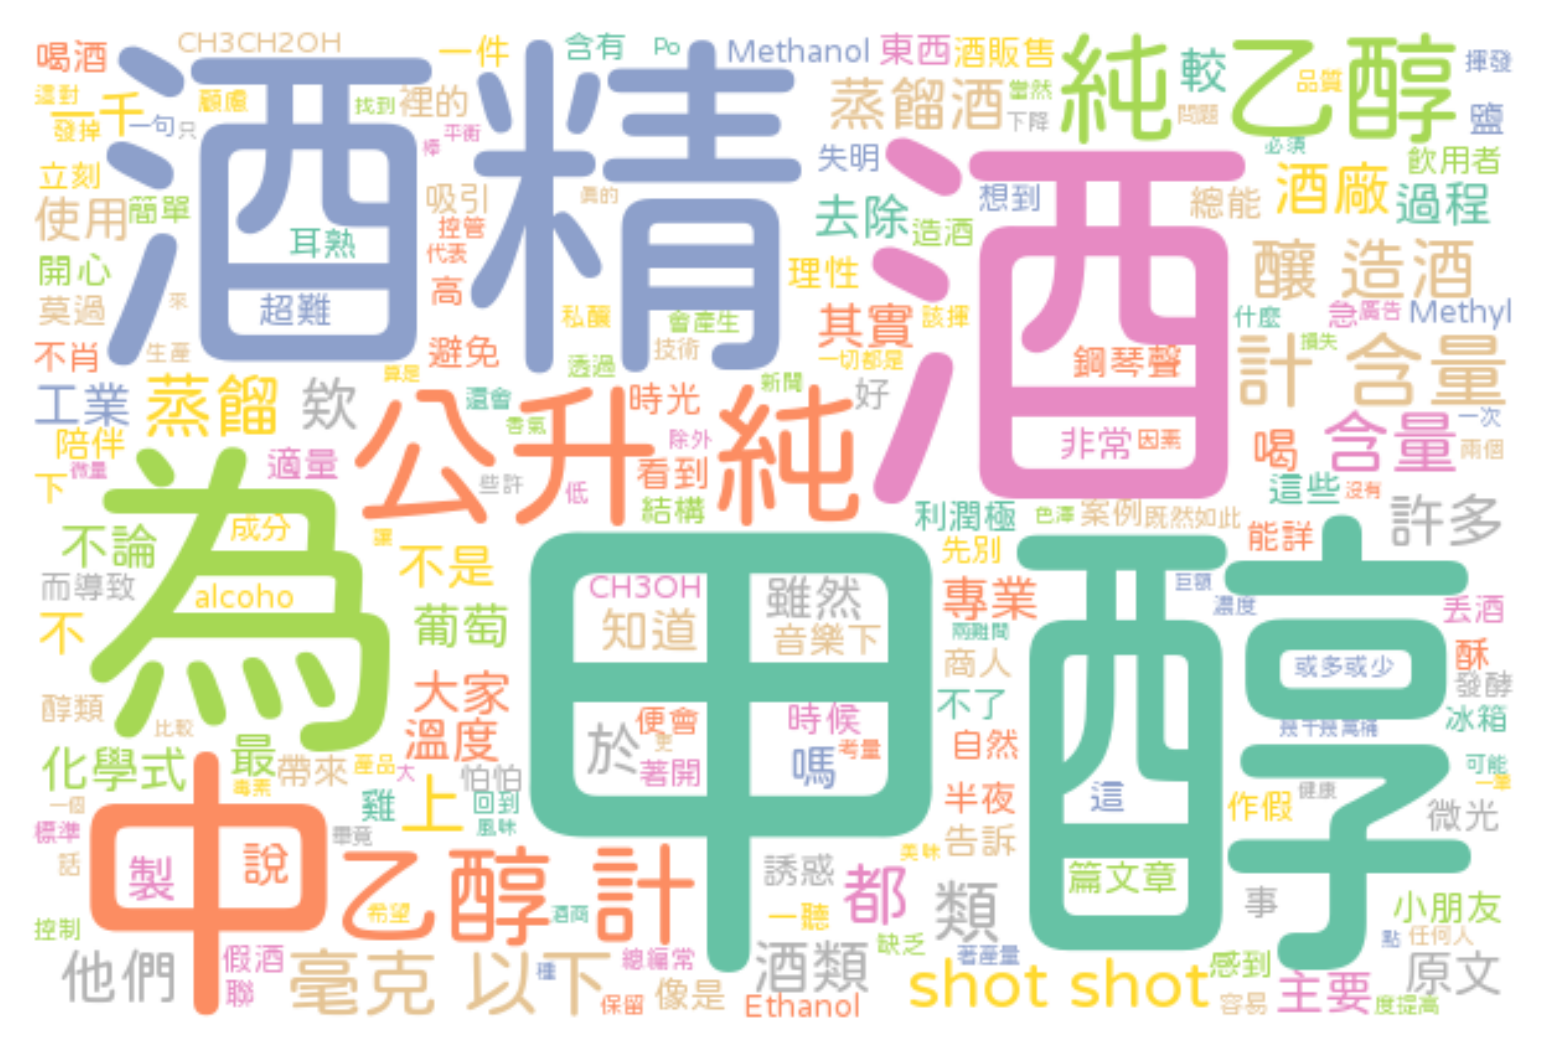 喝酒
CH3CH2OH
一件
含有
Po
Methanol
東西
酒販售
純乙醇
較
品質
揮發
這對
一千
顧慮
找到
裡的
蒸餾酒
當然
下降
問題
鹽
發掉
一句
只
平衡
酒精
失明
必須
飲用者
立刻
吸引
真的
想到
總能
酒廠
過程
使用
簡單
耳熟
控管
代表
去除
造酒
酒
開心
超難
高
理性
釀 造酒
莫過
來
私釀
會產生
其實
該揮
什麼
急
廣告
Methyl
不肖
生產
避免
透過
技術
一切都是
鋼琴聲
損失
計 含量
工業
蒸餾
欸
算是
還會
時光
新聞
好
公升純
香氣
除外
非常
因素
喝
含量
一次
兩個
陪伴
微量
適量
些許
低
看到
下
結構
利潤極
色澤
案例
既然如此
這些
沒有
許多
為
成分
讓
不論
不是
先別
能詳
而導致
alcoho
CH3OH
雖然
甲醇
專業
巨額
濃度
丟酒
不
葡萄
知道
音樂下
兩難間
商人
或多或少
酥
發酵
大家
醇類
比較
溫度
於
便會
更
時候
考量
不了
幾千幾萬桶
冰箱
化學式
最
帶來
產品
大
怕怕
著開
嗎
自然
可能
一筆
毒素
一個
雞
上
回到
風味
半夜
這
作假
健康
微光
標準
中
畢竟
話
製
說
乙醇 計
希望
酒商
誘惑
美味
告訴
都
類
篇文章
事
小朋友
控制
一聽
缺乏
點
任何人
他們
假酒
聯
毫克 以下
種
總編常
保留
像是
酒類
Ethanol
著產量
shot shot
感到
容易
主要
原文
度提高